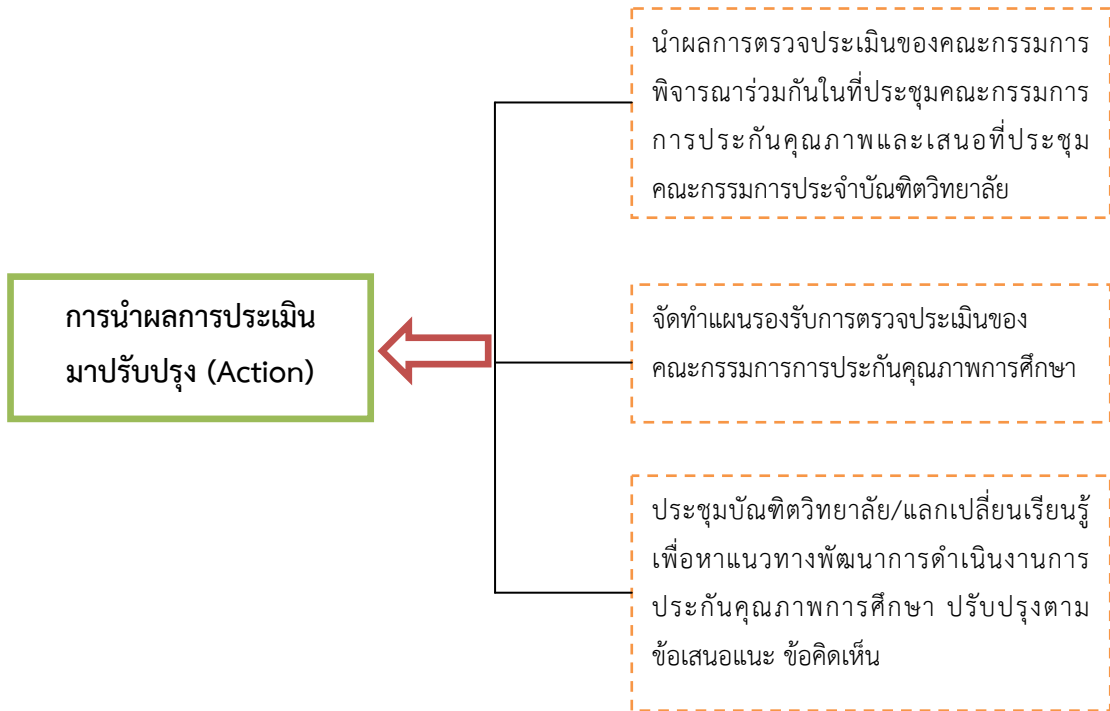 นำผลการตรวจประเมินของคณะกรรมการ
พิจารณาร่วมกันในที่ประชุมคณะกรรมการ
การประกันคุณภาพและเสนอที่ประชุม
คณะกรรมการประจำบัณฑิตวิทยาลัย
การนำผลการประเมิน
มาปรับปรุง (Action)
จัดทำแผนรองรับการตรวจประเมินของ
คณะกรรมการการประกันคุณภาพการศึกษา
ประชุมบัณฑิตวิทยาลัย/แลกเปลี่ยนเรียนรู้
เพื่อหาแนวทางพัฒนาการดำเนินงานการ
ประกันคุณภาพการศึกษา ปรับปรุงตาม
ข้อเสนอแนะ ข้อคิดเห็น